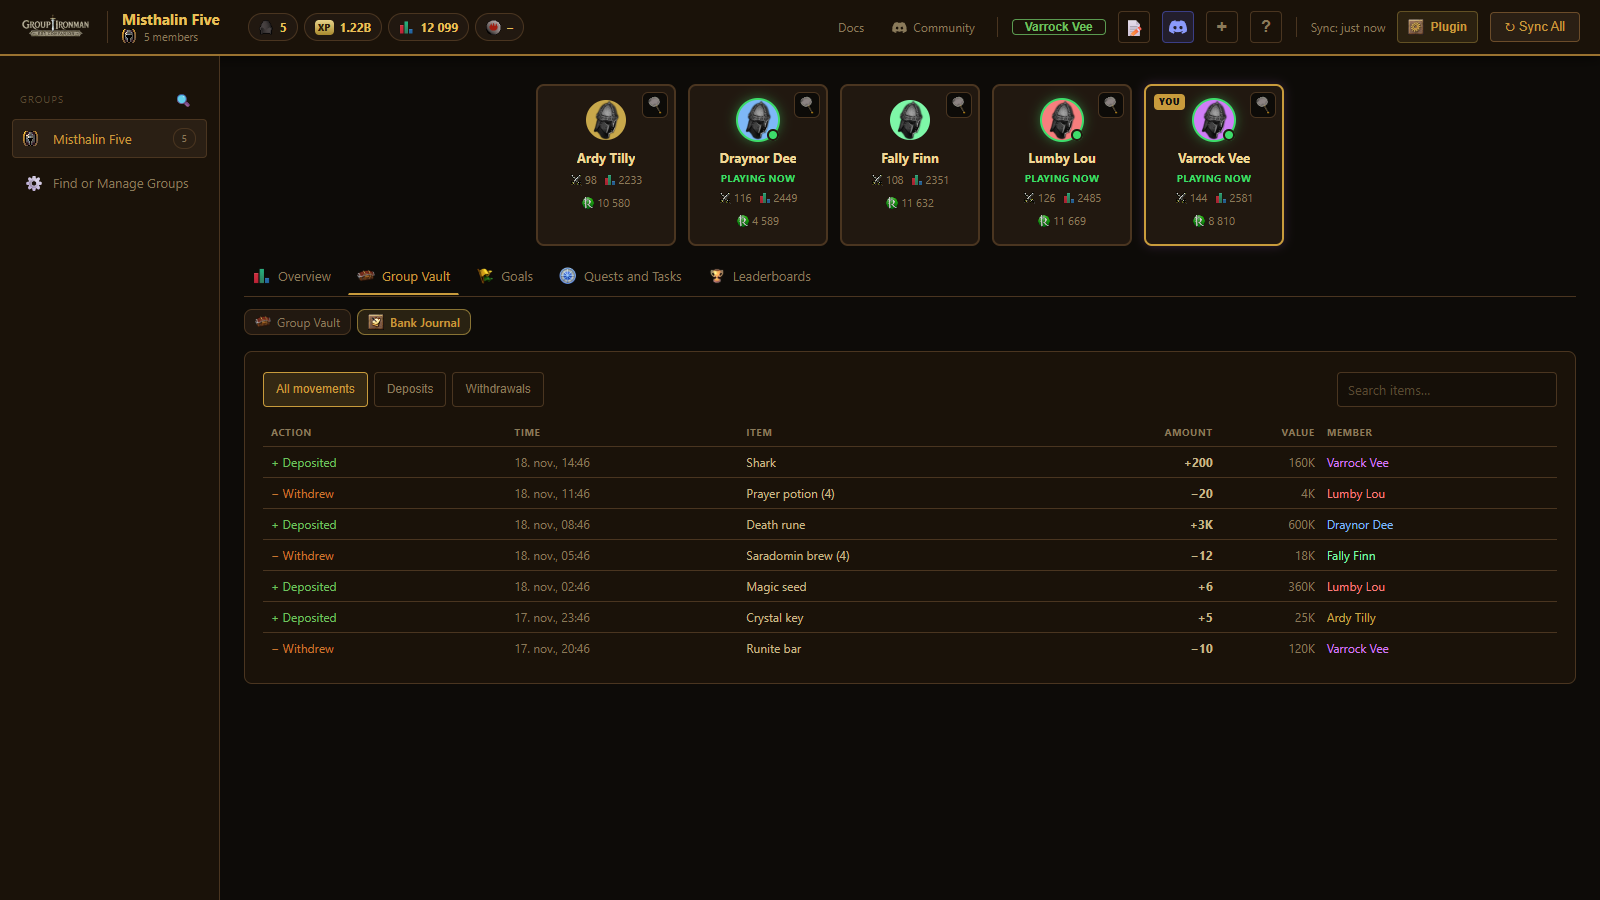 GROUP IRONMAN
Misthalin Five
5 members
5
XP 1.22B
12 099
–
Docs
Community
Varrock Vee
+
?
Sync: just now
Plugin
↻ Sync All
GROUPS
Misthalin Five 5
Find or Manage Groups
Ardy Tilly
98 2233
10 580
Draynor Dee
PLAYING NOW
116 2449
4 589
Fally Finn
108 2351
11 632
Lumby Lou
PLAYING NOW
126 2485
11 669
YOU
Varrock Vee
PLAYING NOW
144 2581
8 810
Overview Group Vault Goals Quests and Tasks Leaderboards
Group Vault Bank Journal
All movements Deposits Withdrawals Search items...
ACTION TIME ITEM AMOUNT VALUE MEMBER
+ Deposited 18. nov., 14:46 Shark +200 160K Varrock Vee
− Withdrew 18. nov., 11:46 Prayer potion (4) −20 4K Lumby Lou
+ Deposited 18. nov., 08:46 Death rune +3K 600K Draynor Dee
− Withdrew 18. nov., 05:46 Saradomin brew (4) −12 18K Fally Finn
+ Deposited 18. nov., 02:46 Magic seed +6 360K Lumby Lou
+ Deposited 17. nov., 23:46 Crystal key +5 25K Ardy Tilly
− Withdrew 17. nov., 20:46 Runite bar −10 120K Varrock Vee